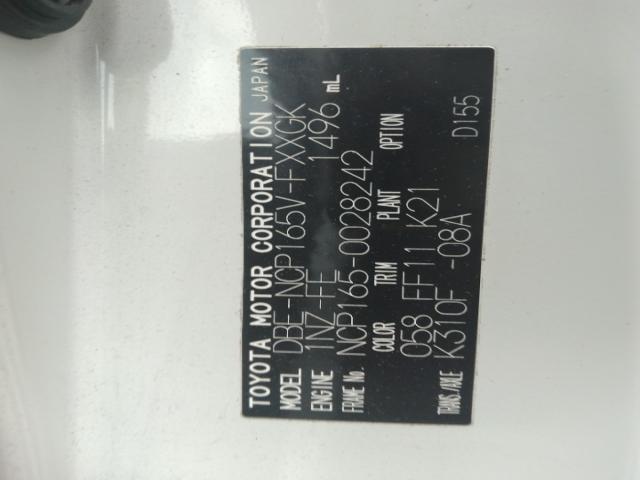 TOYOTA MOTOR CORPORATION JAPAN
MODEL DBE-NCP165V-FXXGK
ENGINE 1NZ-FE 1496 mL
FRAME No. NCP165-0028242
COLOR TRIM PLANT OPTION
058 FF11 K21
TRANS./AXLE K310F -08A D155